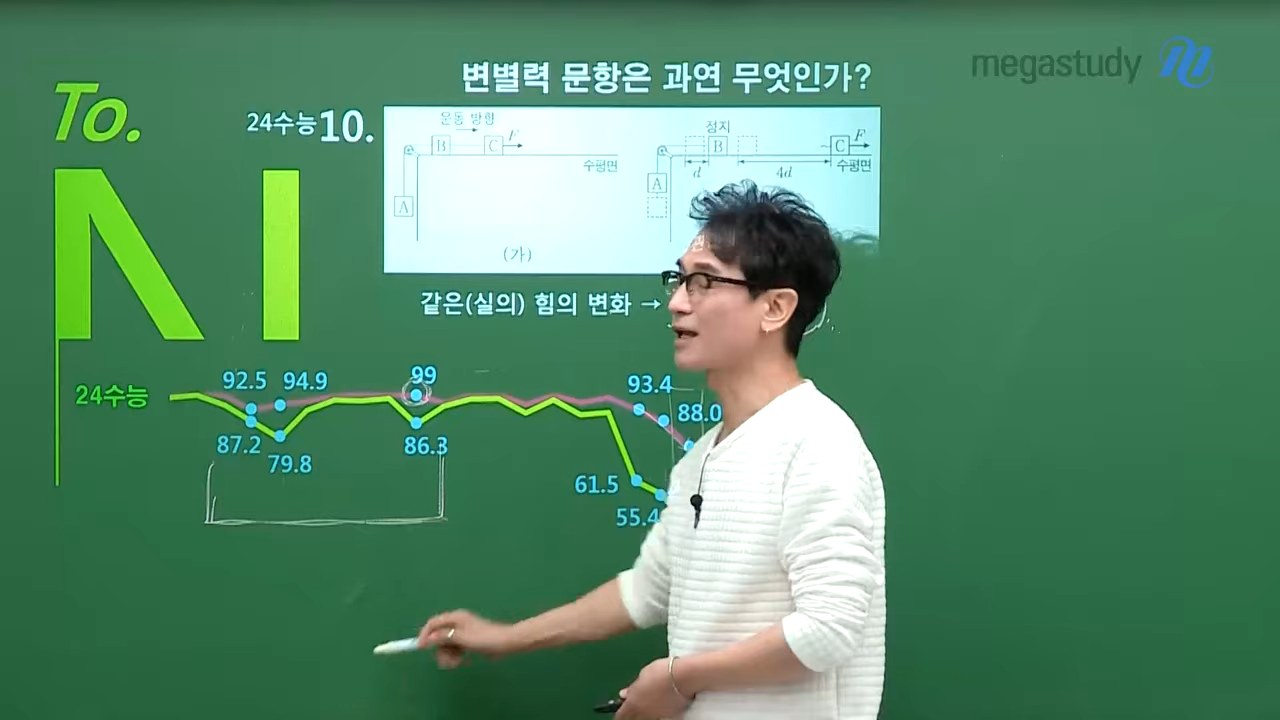 megastudy
변별력 문항은 과연 무엇인가?
To.
N I
24수능 10.
운동 방향
B C F
수평면
A
(가)
정지
B C F
d 4d 수평면
A
같은(실의) 힘의 변화 →
24수능
92.5 94.9 99 93.4 88.0
87.2 79.8 86.3 61.5 55.4